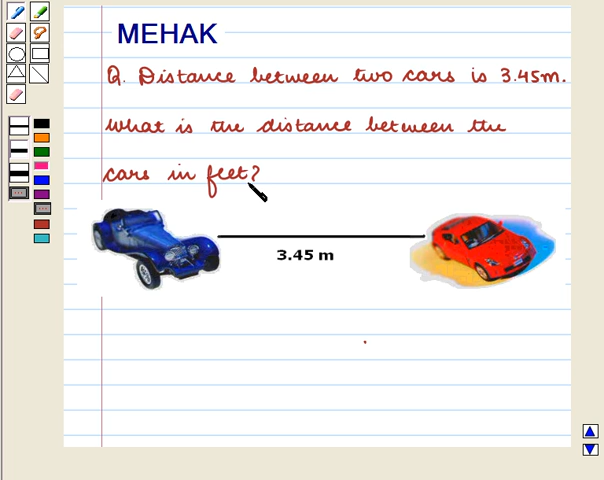 MEHAK
Q. Distance between two cars is 3.45m.
What is the distance between the
cars in feet?
3.45 m